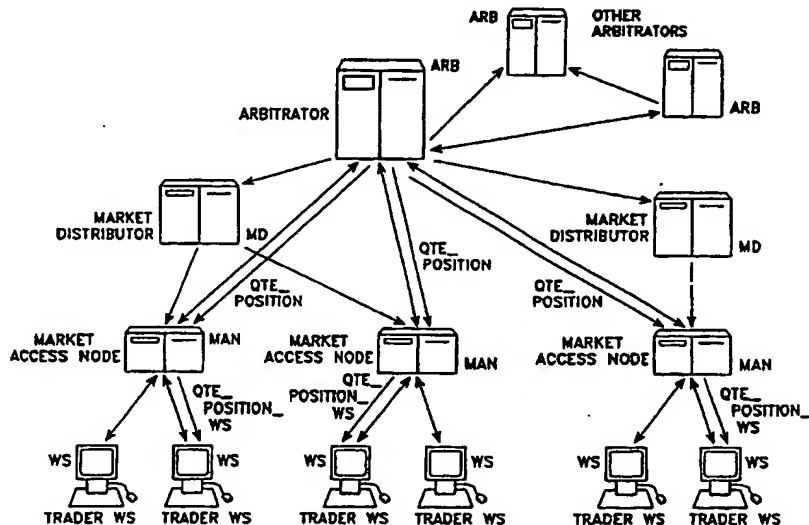 ARB
OTHER
ARBITRATORS
ARB
ARBITRATOR
ARB
MARKET
DISTRIBUTOR
MD
MARKET
DISTRIBUTOR
MD
QTE_
POSITION
QTE_
POSITION
QTE_
POSITION
MARKET
ACCESS NODE
MAN
MARKET
ACCESS NODE
MAN
MARKET
ACCESS NODE
MAN
QTE_
POSITION_
WS
QTE_
POSITION_
WS
QTE_
POSITION_
WS
WS
WS
WS
WS
WS
WS
TRADER WS
TRADER WS
TRADER WS
TRADER WS
TRADER WS
TRADER WS